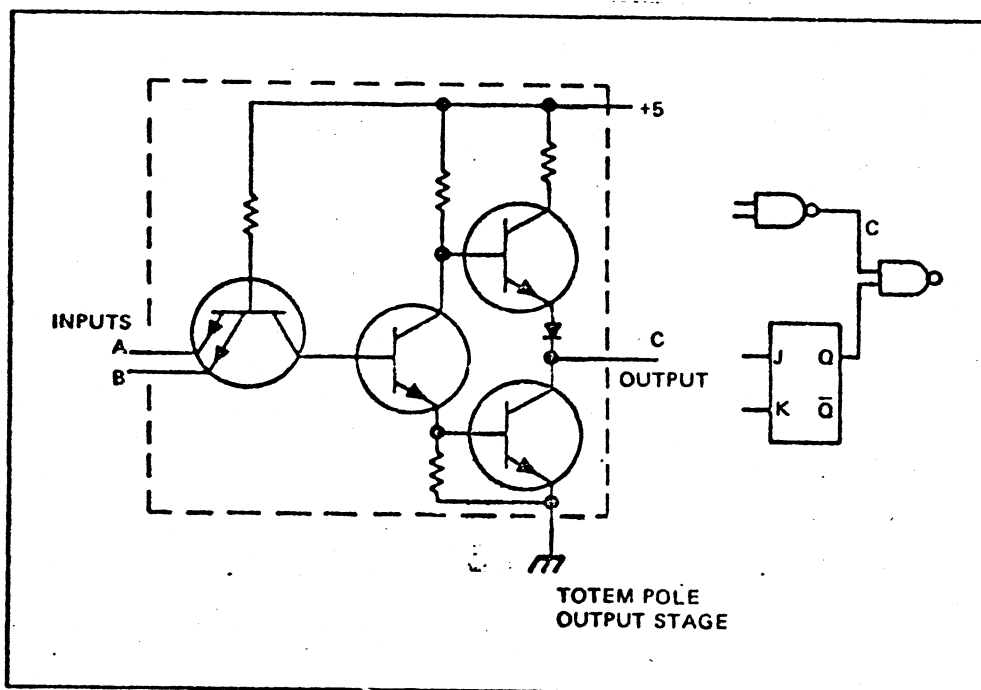 +5
INPUTS
A
B
C
OUTPUT
C
J Q
K Q̅
TOTEM POLE
OUTPUT STAGE